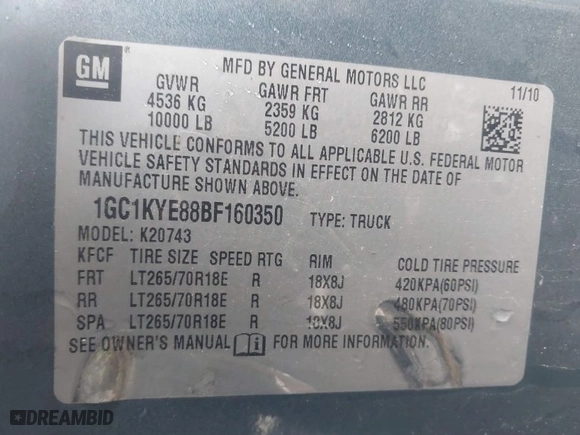 GM
MFD BY GENERAL MOTORS LLC
11/10
GVWR GAWR FRT GAWR RR
4536 KG 2359 KG 2812 KG
10000 LB 5200 LB 6200 LB
THIS VEHICLE CONFORMS TO ALL APPLICABLE U.S. FEDERAL MOTOR
VEHICLE SAFETY STANDARDS IN EFFECT ON THE DATE OF
MANUFACTURE SHOWN ABOVE.
1GC1KYE88BF160350 TYPE: TRUCK
MODEL: K20743
KFCF TIRE SIZE SPEED RTG RIM COLD TIRE PRESSURE
FRT LT265/70R18E R 18X8J 420KPA(60PSI)
RR LT265/70R18E R 18X8J 480KPA(70PSI)
SPA LT265/70R18E R 18X8J 550KPA(80PSI)
SEE OWNER'S MANUAL FOR MORE INFORMATION.
DREAMBID